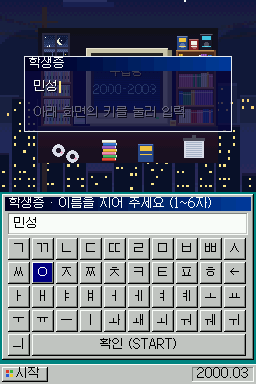 학생증
민성
2000-2003
아래 화면의 키를 눌러 입력
학생증 · 이름을 지어 주세요 (1~6자)
민성
ㄱ ㄲ ㄴ ㄷ ㄸ ㄹ ㅁ ㅂ ㅃ ㅅ
ㅆ ㅇ ㅈ ㅉ ㅊ ㅋ ㅌ ㅍ ㅎ ←
ㅏ ㅐ ㅑ ㅒ ㅓ ㅔ ㅕ ㅖ ㅗ ㅛ
ㅜ ㅠ ㅡ ㅣ ㅘ ㅙ ㅚ ㅝ ㅞ ㅟ
ㅢ 확인 (START)
시작 2000.03